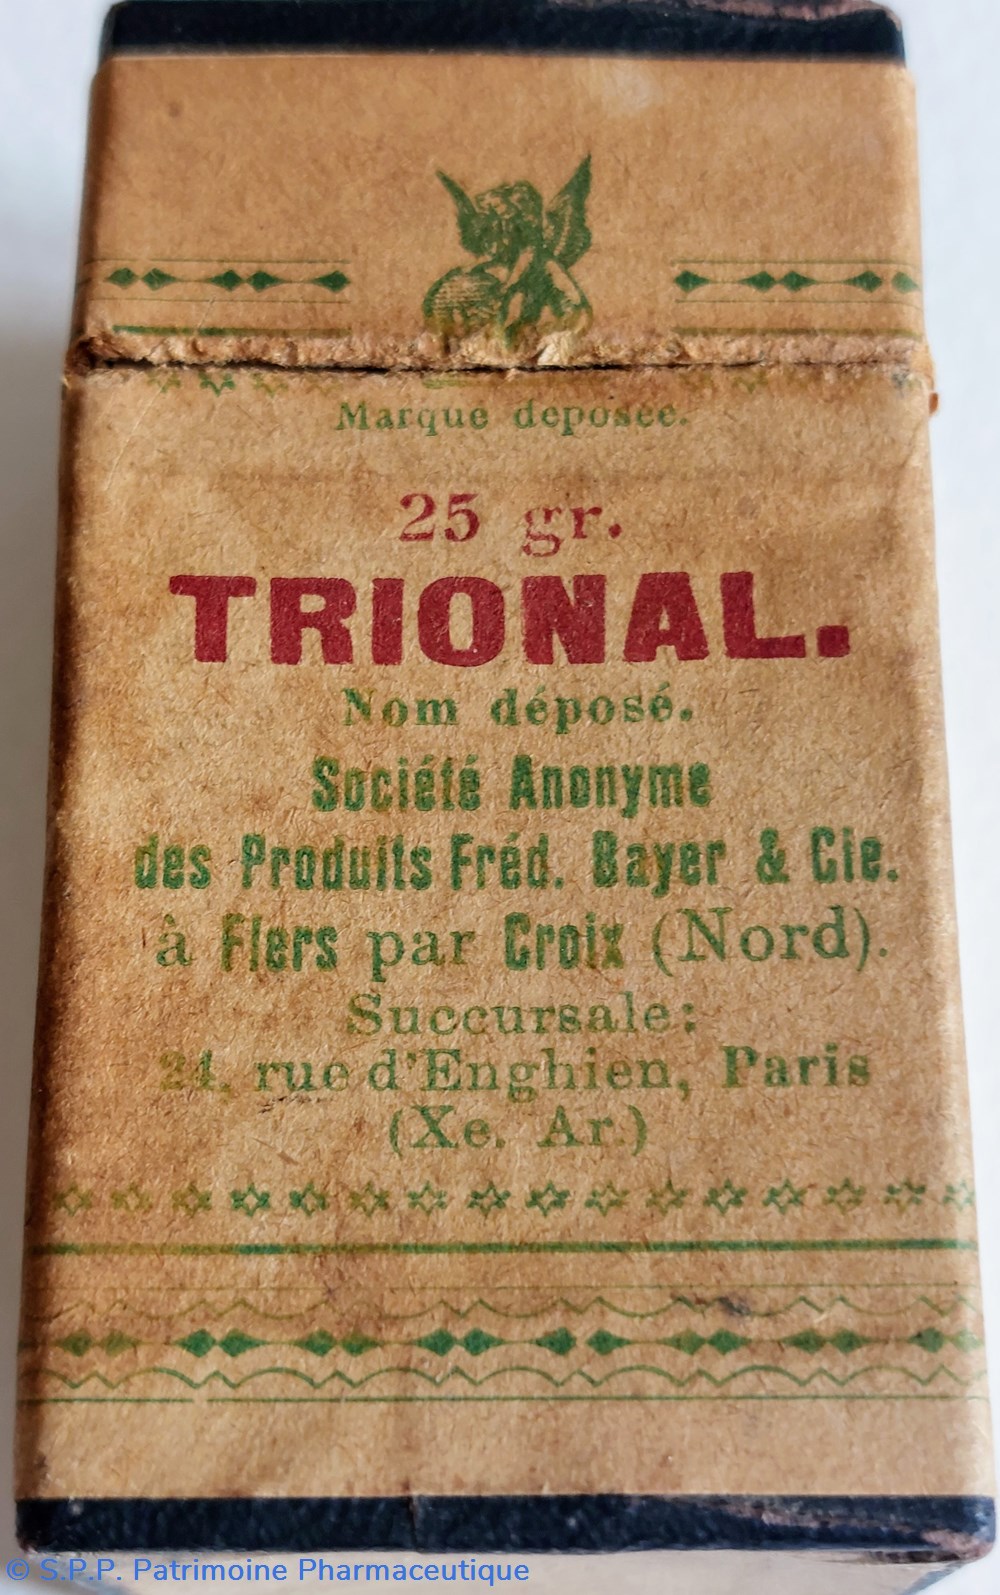 Marque déposée.
25 gr.
TRIONAL.
Nom déposé.
Société Anonyme
des Produits Fréd. Bayer & Cie.
à Flers par Croix (Nord).
Succursale:
24, rue d'Enghien, Paris
(Xe. Ar.)
© S.P.P. Patrimoine Pharmaceutique